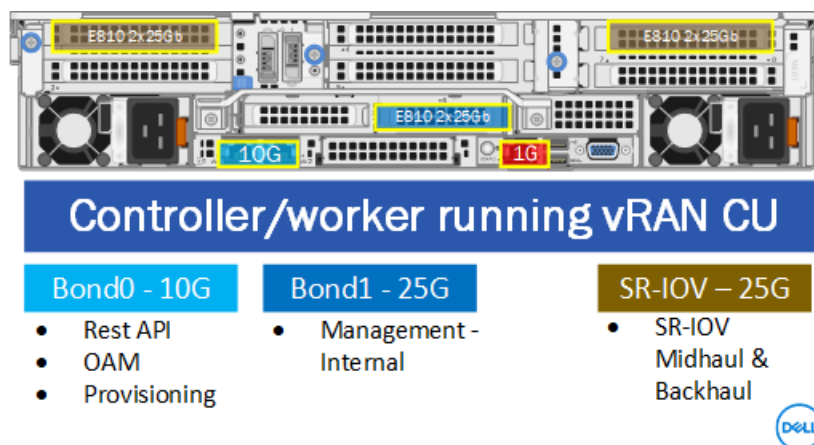 E810 2x25Gb
E810 2x25Gb
E810 2x25Gb
10G
1G
Controller/worker running vRAN CU
Bond0 - 10G
Rest API
OAM
Provisioning
Bond1 - 25G
Management -
Internal
SR-IOV – 25G
SR-IOV
Midhaul &
Backhaul
DELL